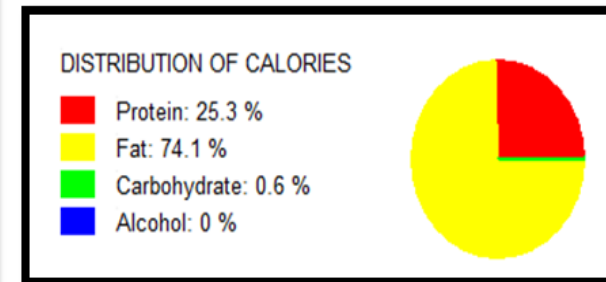 DISTRIBUTION OF CALORIES
Protein: 25.3 %
Fat: 74.1 %
Carbohydrate: 0.6 %
Alcohol: 0 %